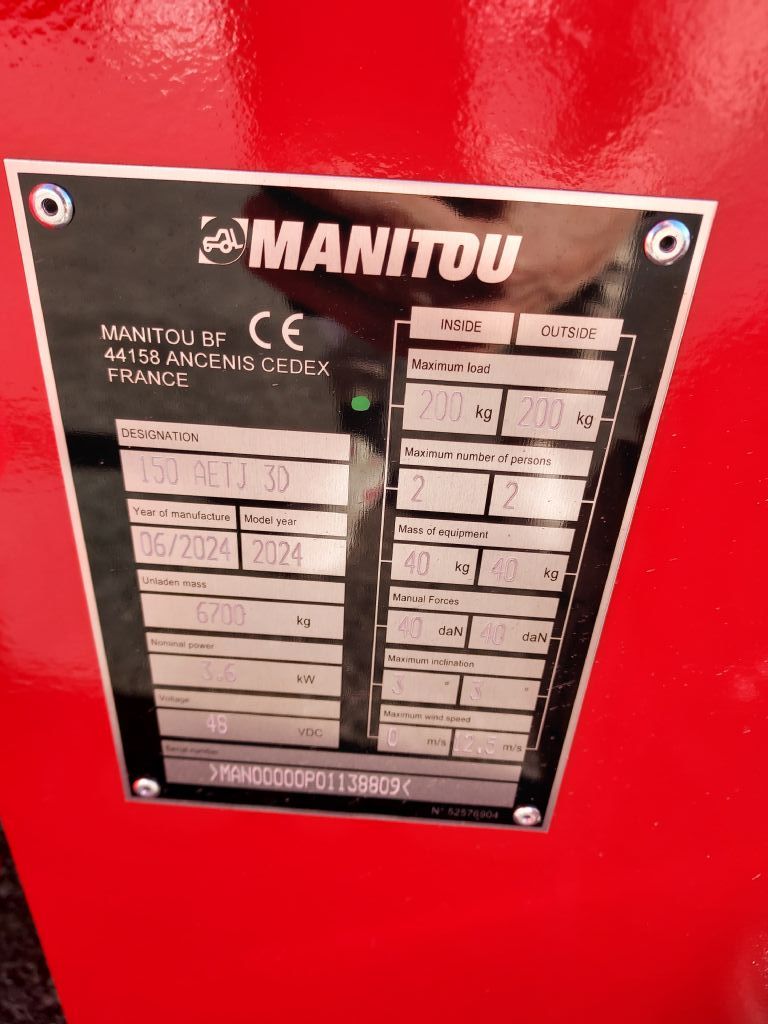 MANITOU
MANITOU BF CE
44158 ANCENIS CEDEX
FRANCE
DESIGNATION
150 AETJ 3D
Year of manufacture Model year
06/2024 2024
Unladen mass
6700 kg
Nominal power
3.6 kW
Voltage
48 VDC
Serial number
>MAN00000P01138809<
INSIDE OUTSIDE
Maximum load
200 kg 200 kg
Maximum number of persons
2 2
Mass of equipment
40 kg 40 kg
Manual Forces
40 daN 40 daN
Maximum inclination
3 ° 3 °
Maximum wind speed
0 m/s 12.5 m/s
N° 52576904